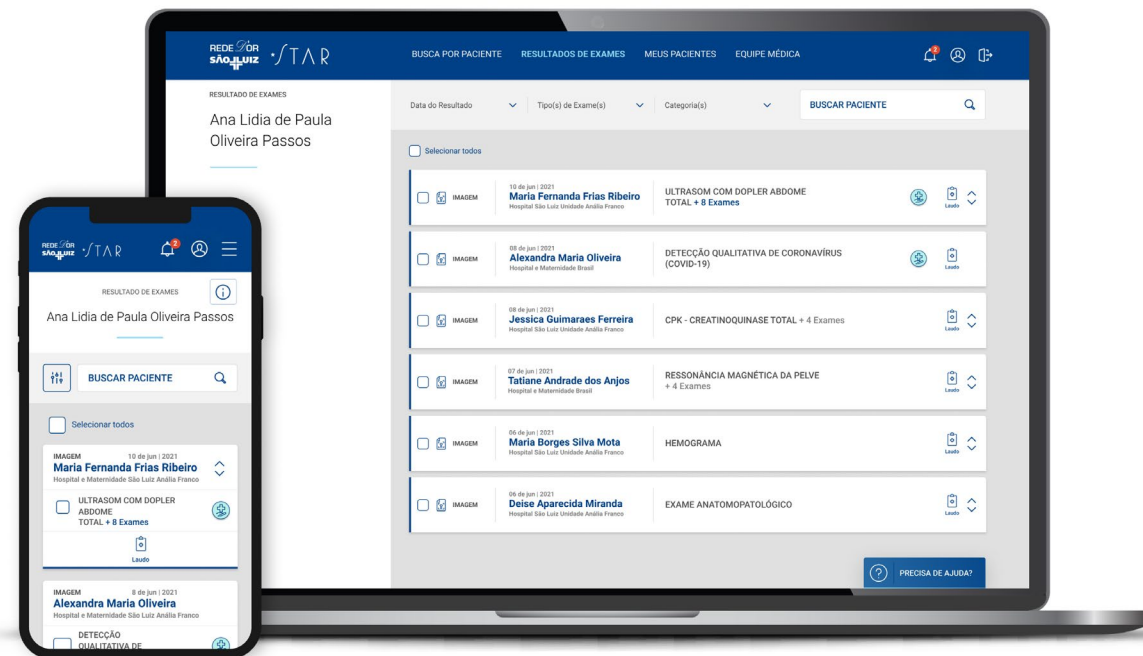 REDE D'OR
SÃO LUIZ
STAR
BUSCA POR PACIENTE
RESULTADOS DE EXAMES
MEUS PACIENTES
EQUIPE MÉDICA
2
RESULTADO DE EXAMES
Ana Lidia de Paula
Oliveira Passos
Data do Resultado
Tipo(s) de Exame(s)
Categoria(s)
BUSCAR PACIENTE
Selecionar todos
IMAGEM
10 de jun | 2021
Maria Fernanda Frias Ribeiro
Hospital São Luiz Unidade Anália Franco
ULTRASOM COM DOPLER ABDOME
TOTAL + 8 Exames
Laudo
IMAGEM
08 de jun | 2021
Alexandra Maria Oliveira
Hospital e Maternidade Brasil
DETECÇÃO QUALITATIVA DE CORONAVÍRUS
(COVID-19)
Laudo
IMAGEM
08 de jun | 2021
Jessica Guimaraes Ferreira
Hospital São Luiz Unidade Anália Franco
CPK - CREATINOQUINASE TOTAL + 4 Exames
Laudo
IMAGEM
07 de jun | 2021
Tatiane Andrade dos Anjos
Hospital e Maternidade Brasil
RESSONÂNCIA MAGNÉTICA DA PELVE
+ 4 Exames
Laudo
IMAGEM
06 de jun | 2021
Maria Borges Silva Mota
Hospital São Luiz Unidade Anália Franco
HEMOGRAMA
Laudo
IMAGEM
06 de jun | 2021
Deise Aparecida Miranda
Hospital São Luiz Unidade Anália Franco
EXAME ANATOMOPATOLÓGICO
Laudo
? PRECISA DE AJUDA?
REDE D'OR
SÃO LUIZ
STAR
2
RESULTADO DE EXAMES
Ana Lidia de Paula Oliveira Passos
BUSCAR PACIENTE
Selecionar todos
IMAGEM
10 de jun | 2021
Maria Fernanda Frias Ribeiro
Hospital e Maternidade São Luiz Anália Franco
ULTRASOM COM DOPLER
ABDOME
TOTAL + 8 Exames
Laudo
IMAGEM
8 de jun | 2021
Alexandra Maria Oliveira
Hospital e Maternidade São Luiz Anália Franco
DETECÇÃO
QUALITATIVA DE